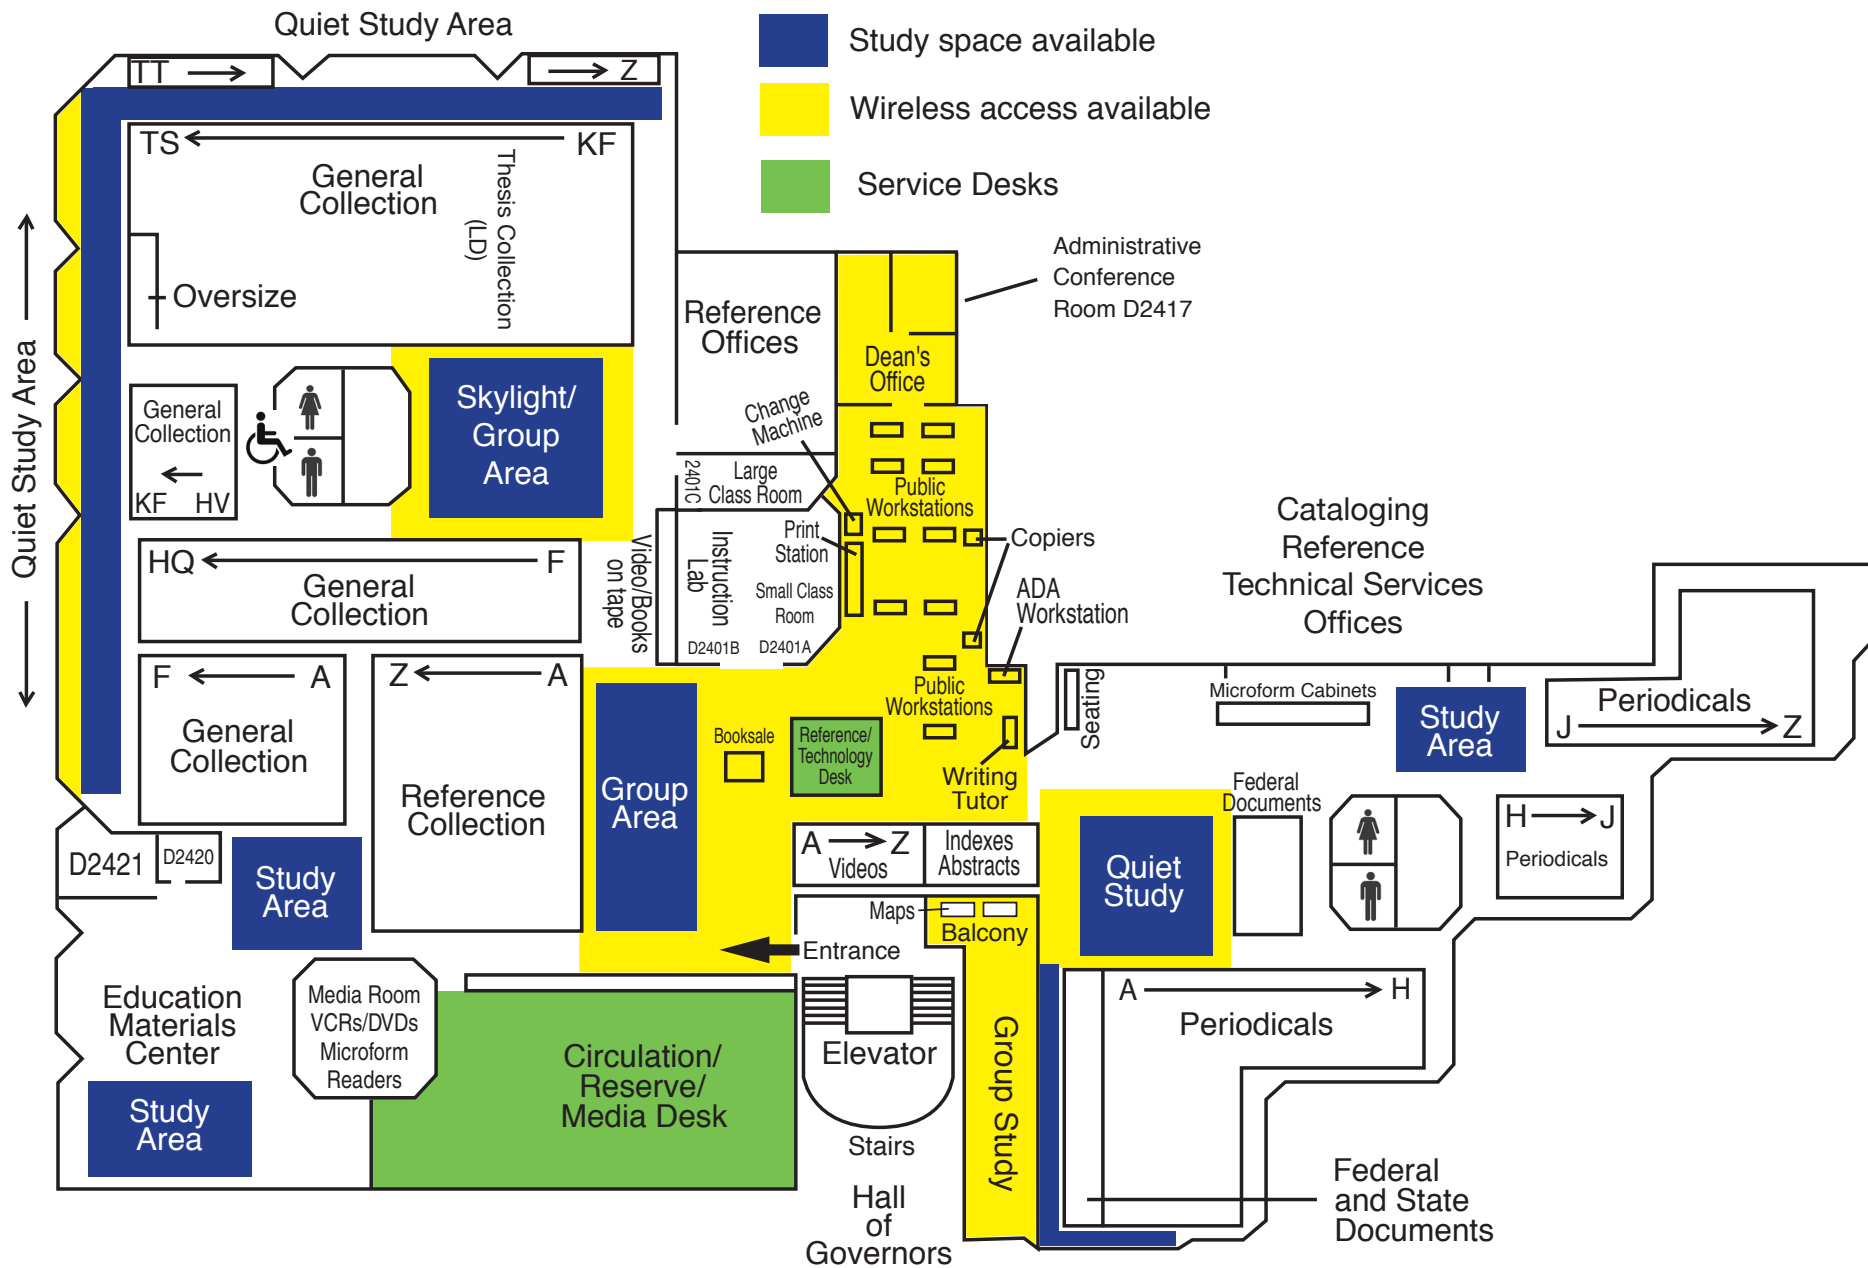 Quiet Study Area
Study space available
Wireless access available
Service Desks
TT
Z
TS
KF
General
Collection
Thesis Collection
(LD)
Oversize
Quiet Study Area
Administrative
Conference
Room D2417
Reference
Offices
Dean's
Office
Skylight/
Group
Area
General
Collection
KF
HV
Change
Machine
2401C
Large
Class Room
Public
Workstations
Print
Station
Copiers
Cataloging
Reference
Technical Services
Offices
HQ
F
General
Collection
Video/Books
on tape
Instruction
Lab
Small Class
Room
D2401B
D2401A
ADA
Workstation
F
A
General
Collection
Z
A
Reference
Collection
Group
Area
Booksale
Reference/
Technology
Desk
Public
Workstations
Writing
Tutor
Seating
Microform Cabinets
Study
Area
Periodicals
J
Z
Federal
Documents
H
J
Periodicals
D2421
D2420
Study
Area
A
Z
Videos
Indexes
Abstracts
Quiet
Study
Maps
Balcony
Entrance
Education
Materials
Center
Media Room
VCRs/DVDs
Microform
Readers
Circulation/
Reserve/
Media Desk
Elevator
Stairs
Group Study
A
H
Periodicals
Study
Area
Hall
of
Governors
Federal
and State
Documents